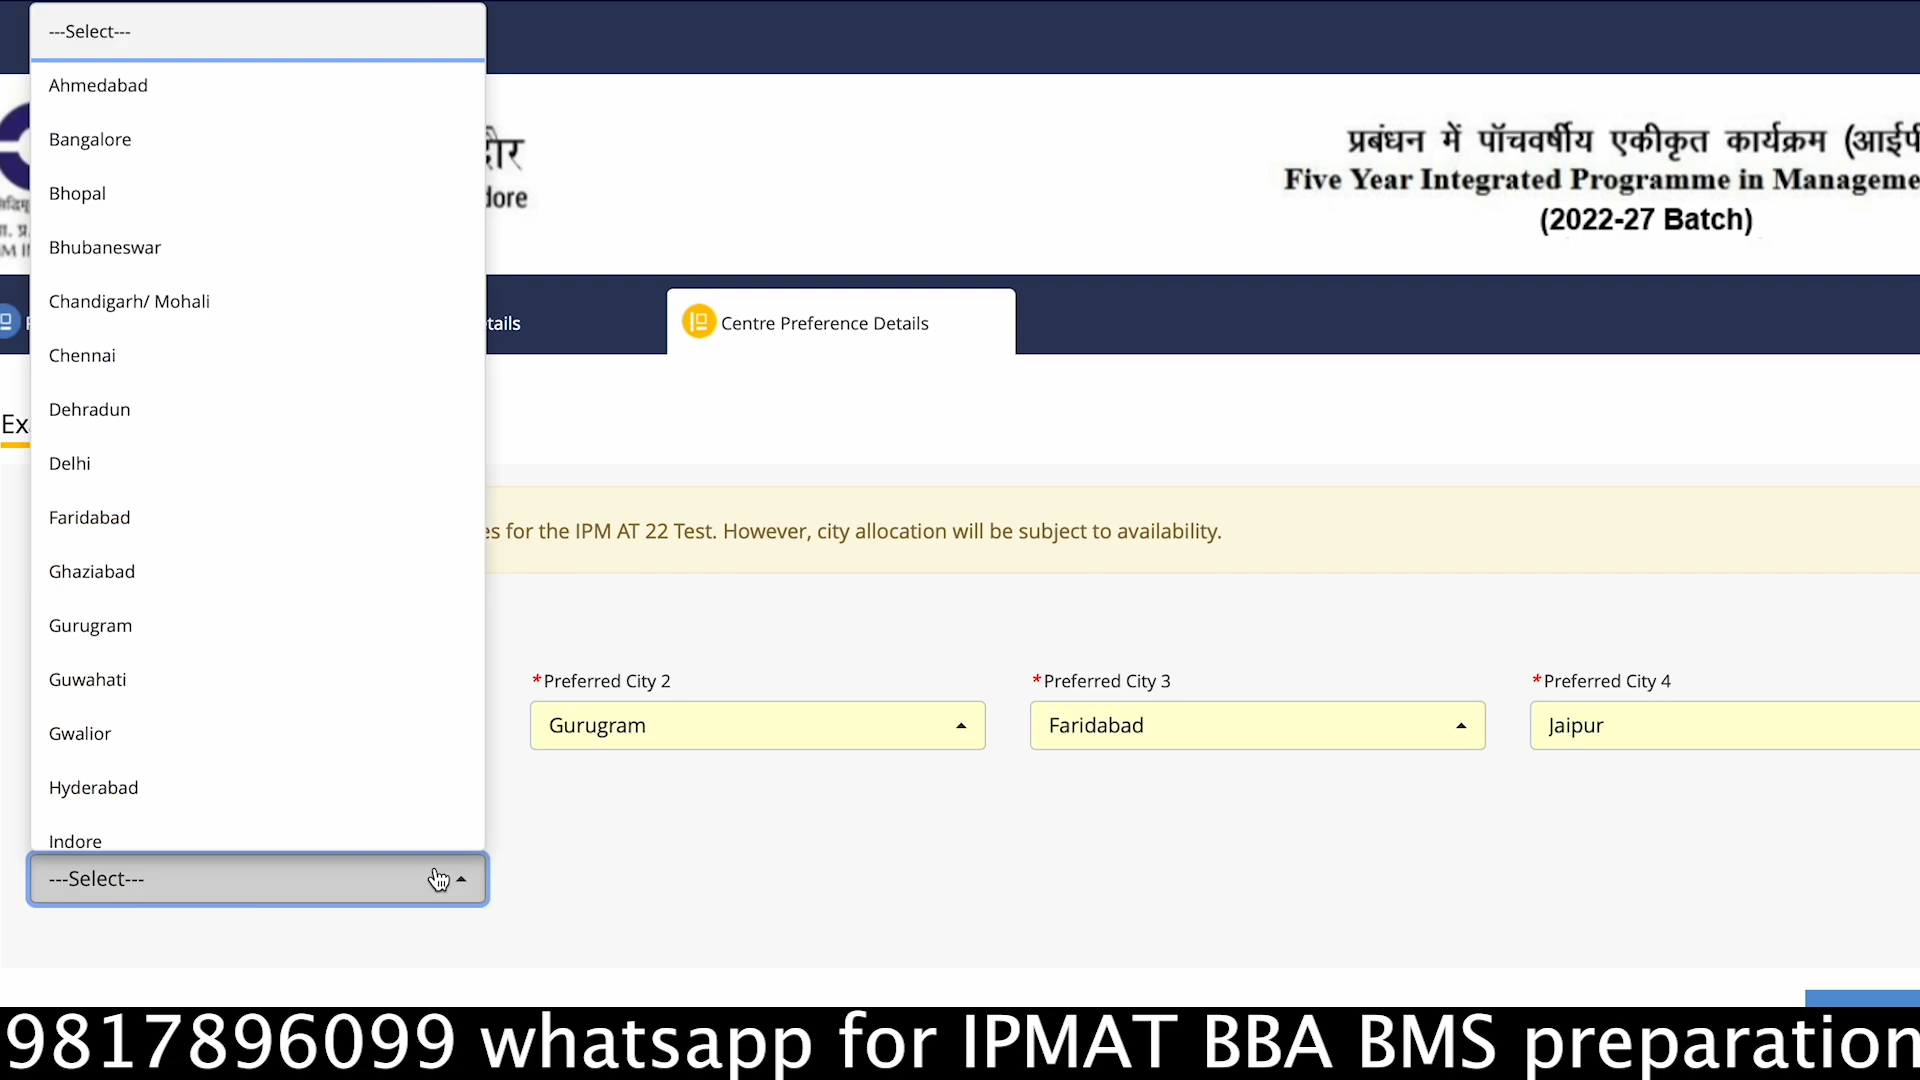 ---Select---
Ahmedabad
Bangalore
Bhopal
Bhubaneswar
Chandigarh/ Mohali
Chennai
Dehradun
Delhi
Faridabad
Ghaziabad
Gurugram
Guwahati
Gwalior
Hyderabad
Indore
---Select---
प्रबंधन में पॉचवर्षीय एकीकृत कार्यक्रम (आईपी
Five Year Integrated Programme in Manageme
(2022-27 Batch)
tails
Centre Preference Details
Ex
es for the IPM AT 22 Test. However, city allocation will be subject to availability.
*Preferred City 2
Gurugram
*Preferred City 3
Faridabad
*Preferred City 4
Jaipur
9817896099 whatsapp for IPMAT BBA BMS preparation